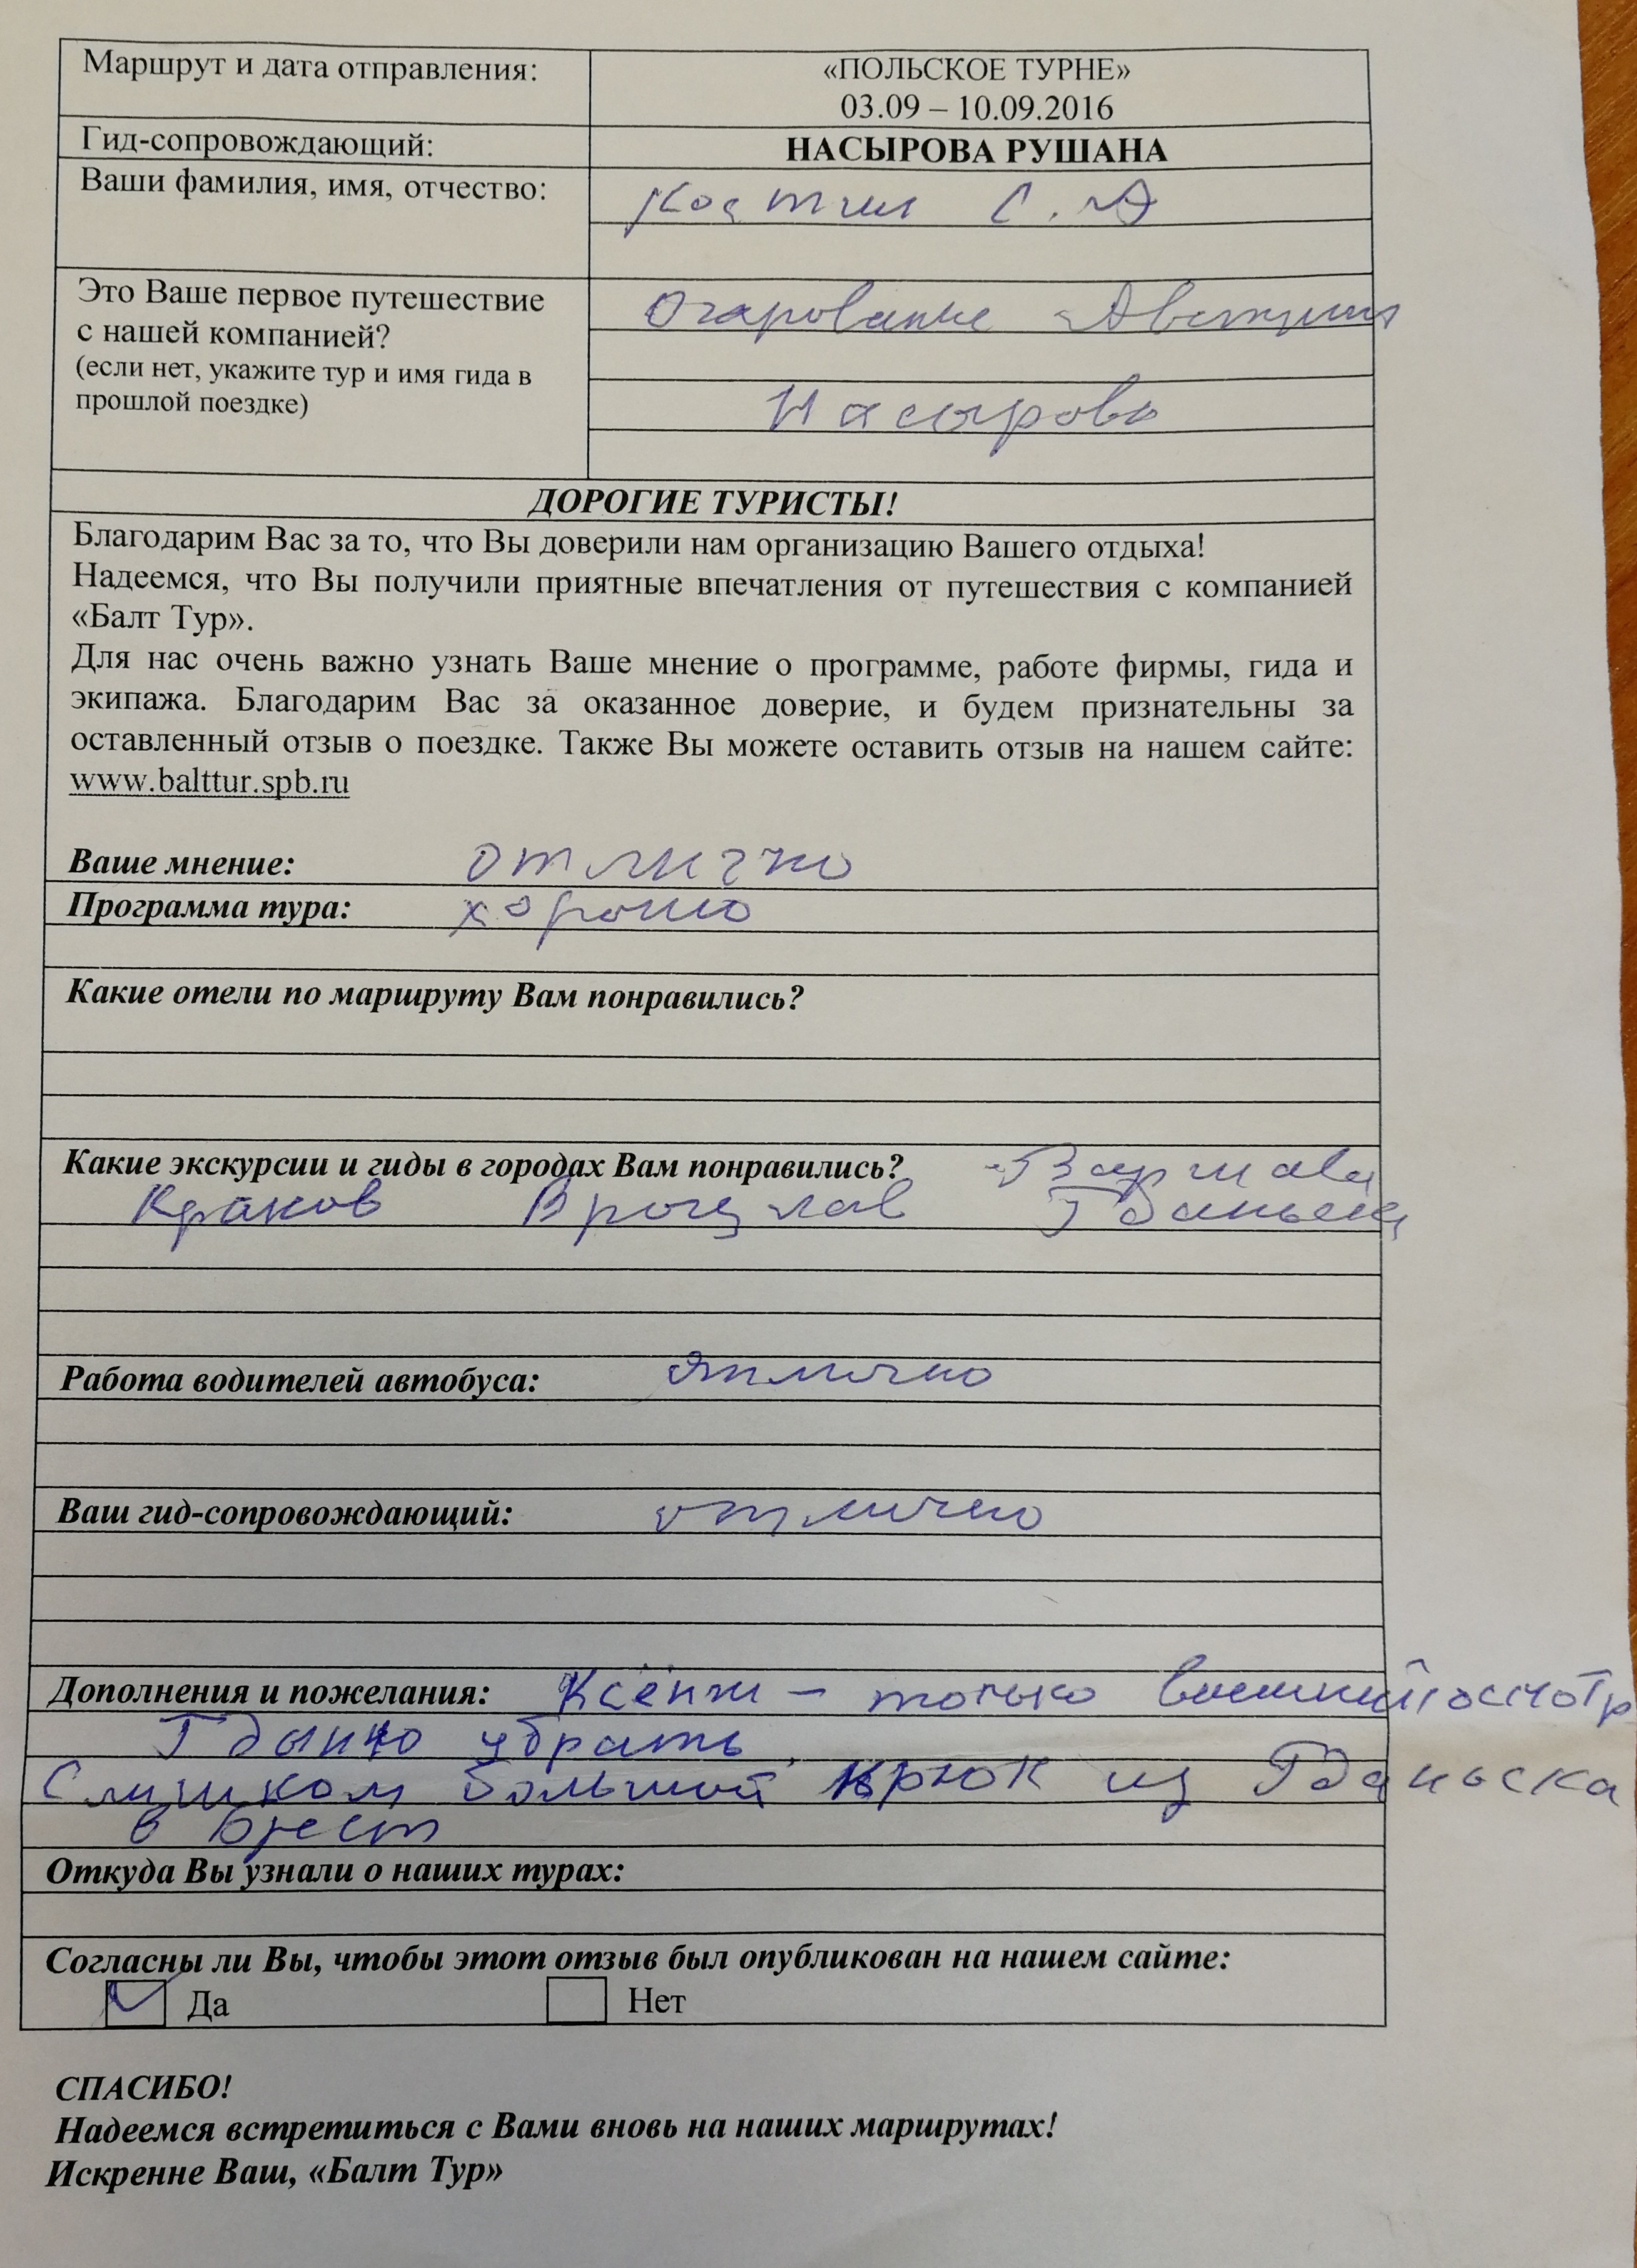 Маршрут и дата отправления:
«ПОЛЬСКОЕ ТУРНЕ»
03.09 – 10.09.2016
Гид-сопровождающий:
НАСЫРОВА РУШАНА
Ваши фамилия, имя, отчество:
Костин С. А
Это Ваше первое путешествие
с нашей компанией?
(если нет, укажите тур и имя гида в
прошлой поездке)
Очарование Австрии
Насырова
ДОРОГИЕ ТУРИСТЫ!
Благодарим Вас за то, что Вы доверили нам организацию Вашего отдыха!
Надеемся, что Вы получили приятные впечатления от путешествия с компанией
«Балт Тур».
Для нас очень важно узнать Ваше мнение о программе, работе фирмы, гида и
экипажа. Благодарим Вас за оказанное доверие, и будем признательны за
оставленный отзыв о поездке. Также Вы можете оставить отзыв на нашем сайте:
www.balttur.spb.ru
Ваше мнение: отлично
Программа тура: хорошо
Какие отели по маршруту Вам понравились?
Какие экскурсии и гиды в городах Вам понравились? Варшава
Краков Вроцлав Гданьск
Работа водителей автобуса: отлично
Ваш гид-сопровождающий: отлично
Дополнения и пожелания: Ксёнж – только внешний осмотр
Гдыню убрать
Слишком большой крюк из Гданьска
в Брест
Откуда Вы узнали о наших турах:
Согласны ли Вы, чтобы этот отзыв был опубликован на нашем сайте:
Да Нет
СПАСИБО!
Надеемся встретиться с Вами вновь на наших маршрутах!
Искренне Ваш, «Балт Тур»